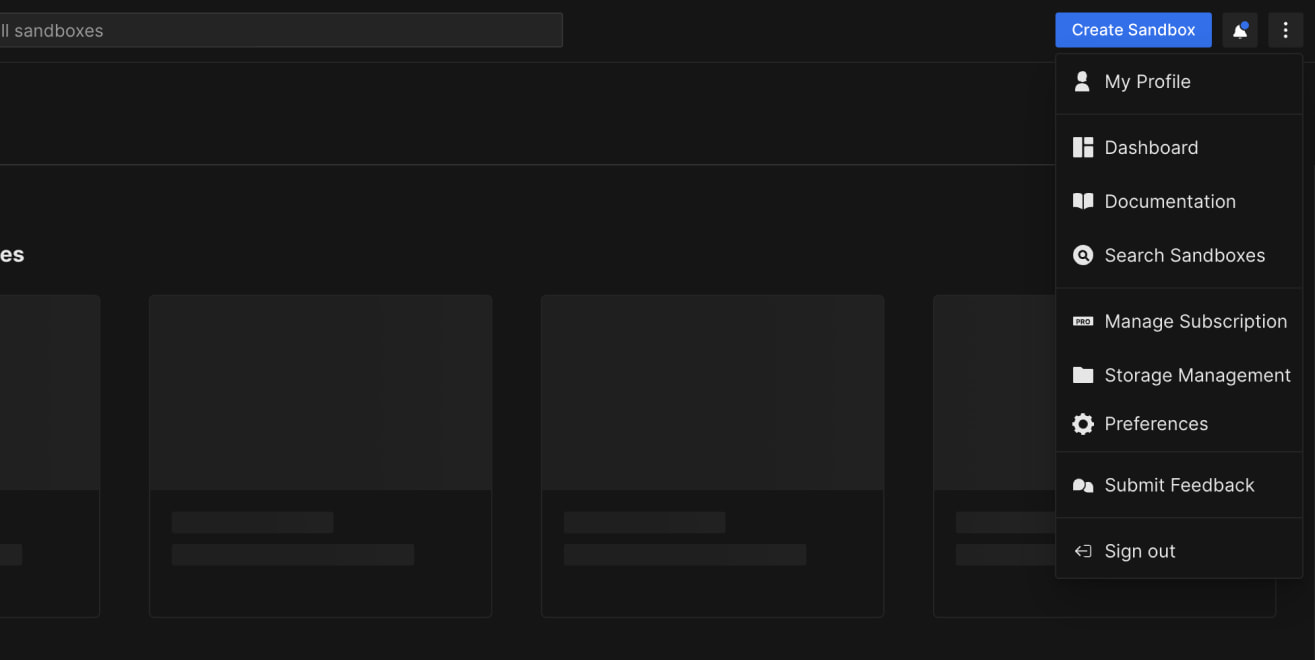 ll sandboxes
Create Sandbox
My Profile
Dashboard
Documentation
es
Search Sandboxes
PRO Manage Subscription
Storage Management
Preferences
Submit Feedback
Sign out